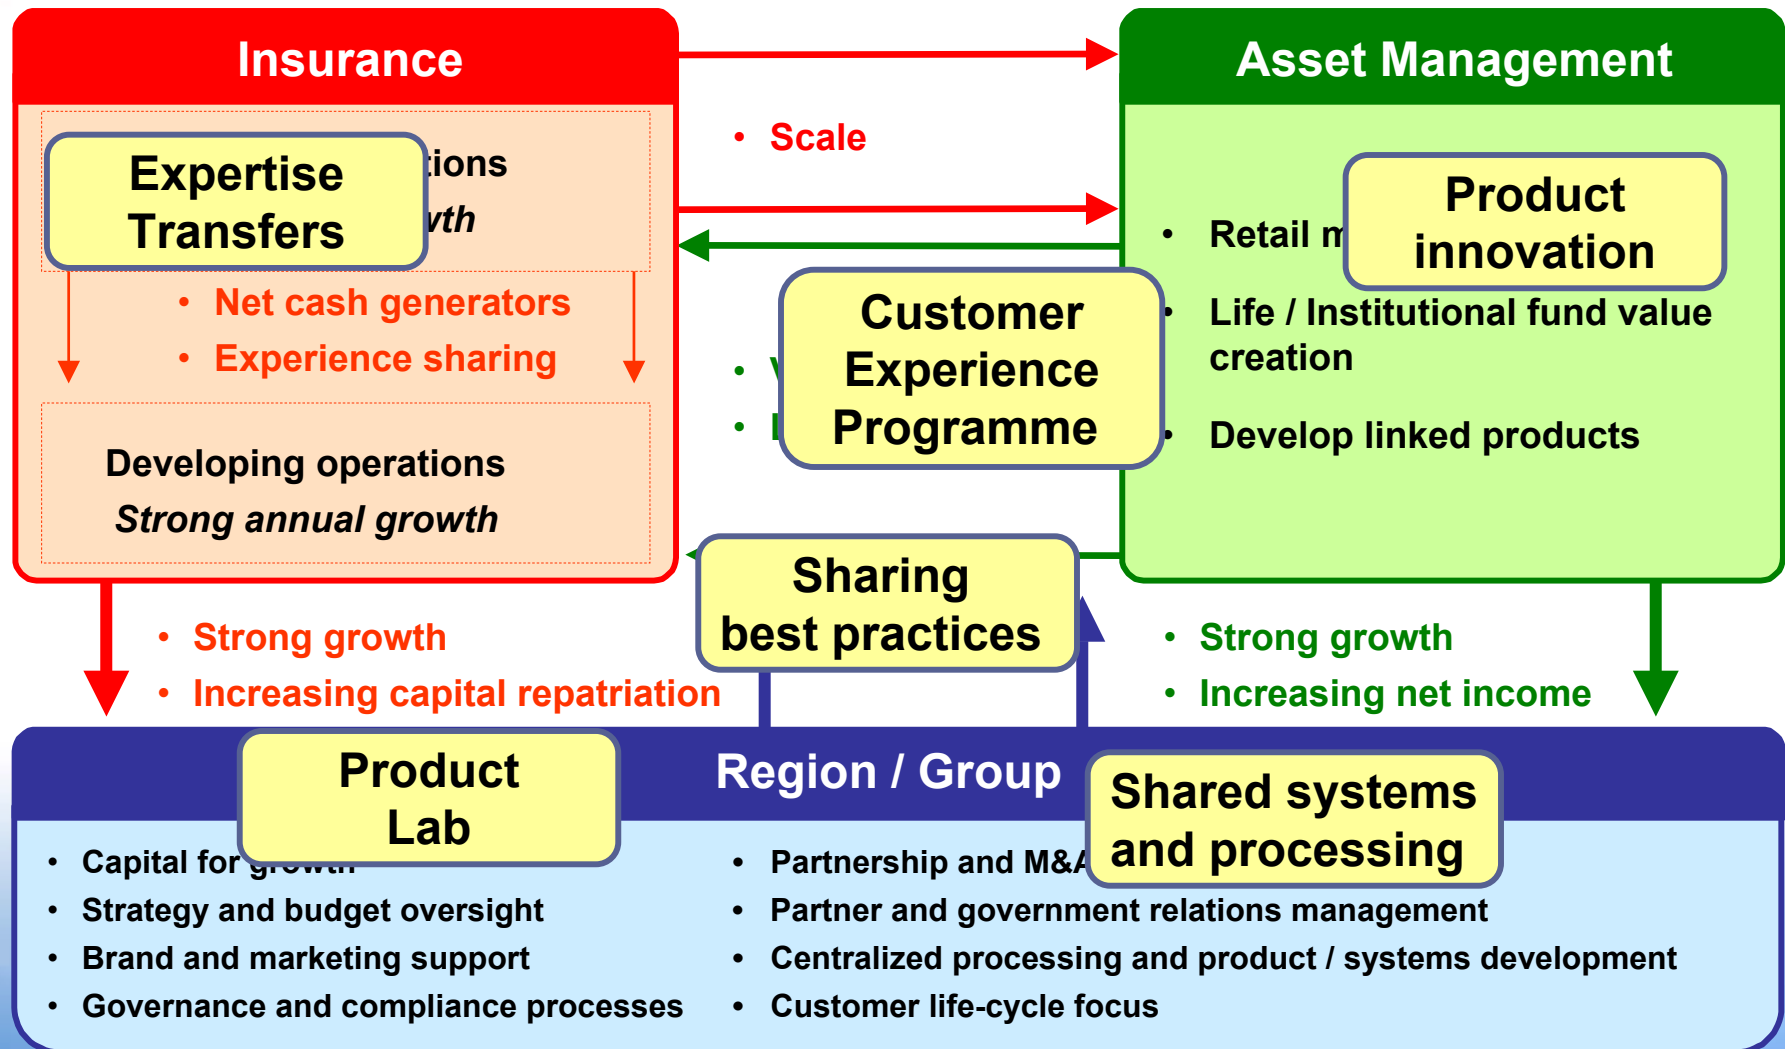 Insurance
Asset Management
Expertise
Transfers
• Scale
Product
innovation
• Retail
Customer
Experience
Programme
• Net cash generators
• Experience sharing
• Life / Institutional fund value
creation
• Develop linked products
Developing operations
Strong annual growth
Sharing
best practices
• Strong growth
• Increasing capital repatriation
• Strong growth
• Increasing net income
Region / Group
Product
Lab
Shared systems
and processing
• Capital for growth
• Strategy and budget oversight
• Brand and marketing support
• Governance and compliance processes
• Partnership and M&A
• Partner and government relations management
• Centralized processing and product / systems development
• Customer life-cycle focus